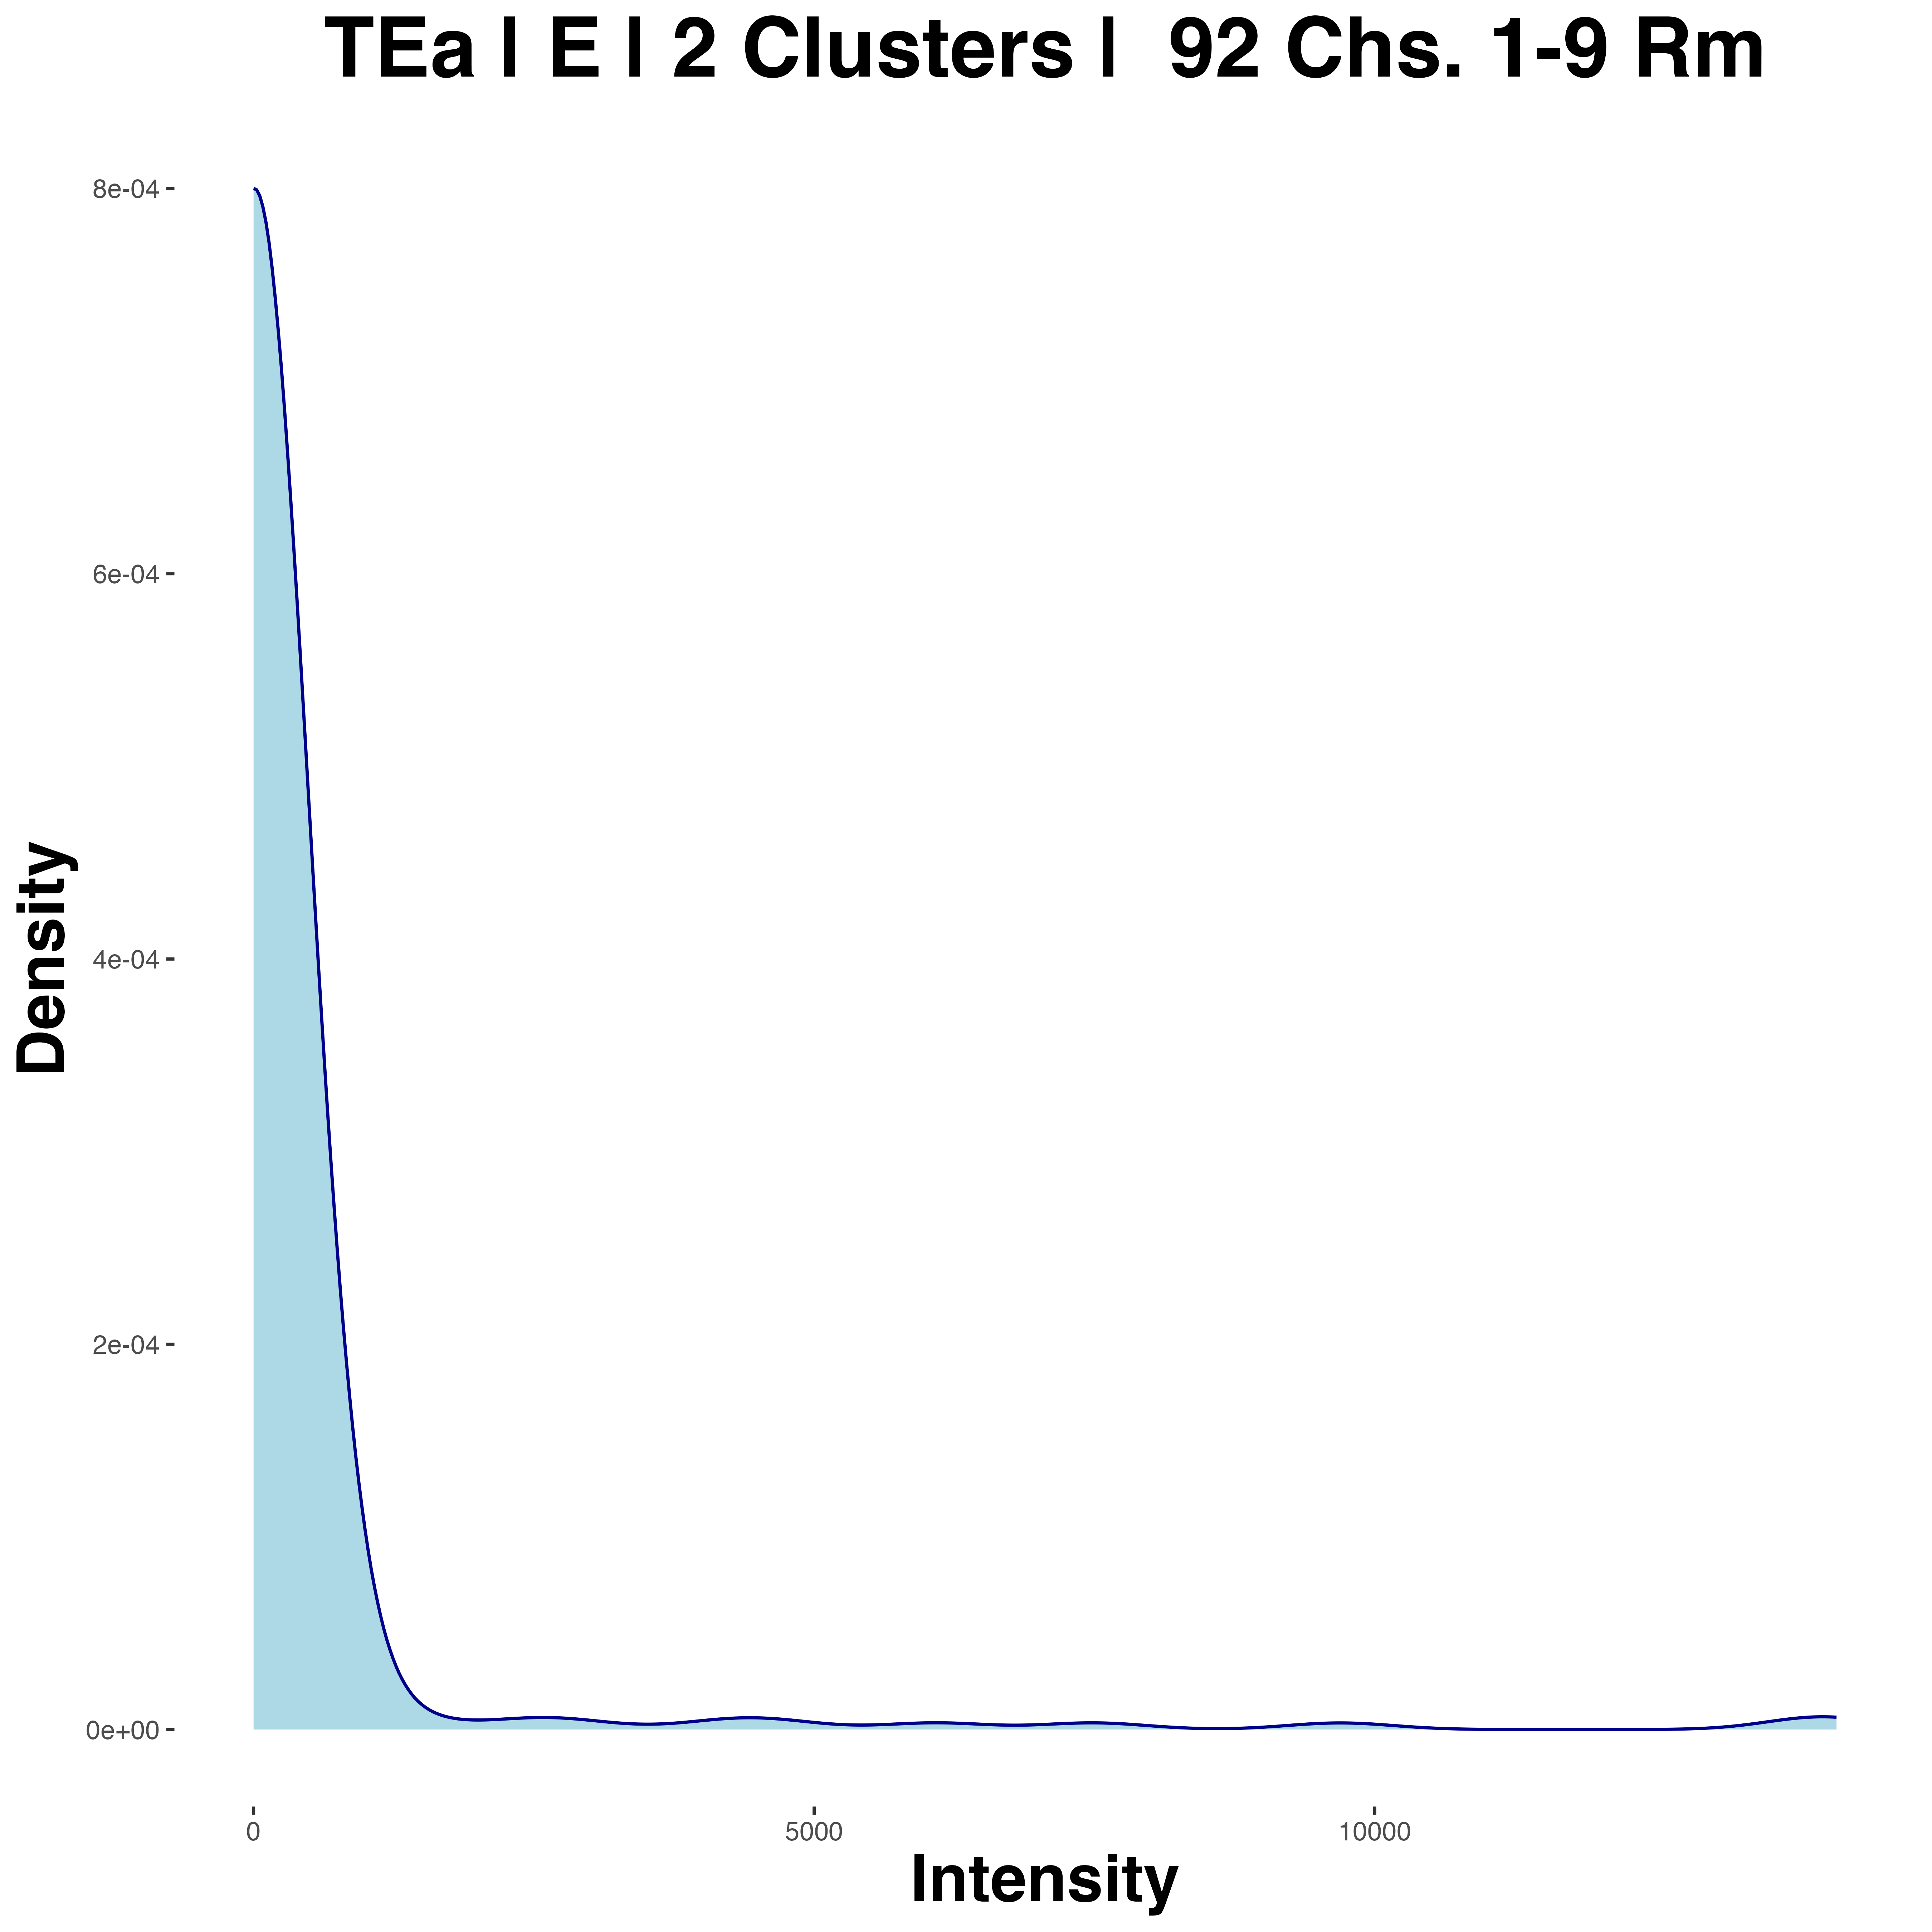 TEa | E | 2 Clusters | 92 Chs. 1-9 Rm
8e-04
6e-04
4e-04
2e-04
0e+00
Density
0
5000
10000
Intensity